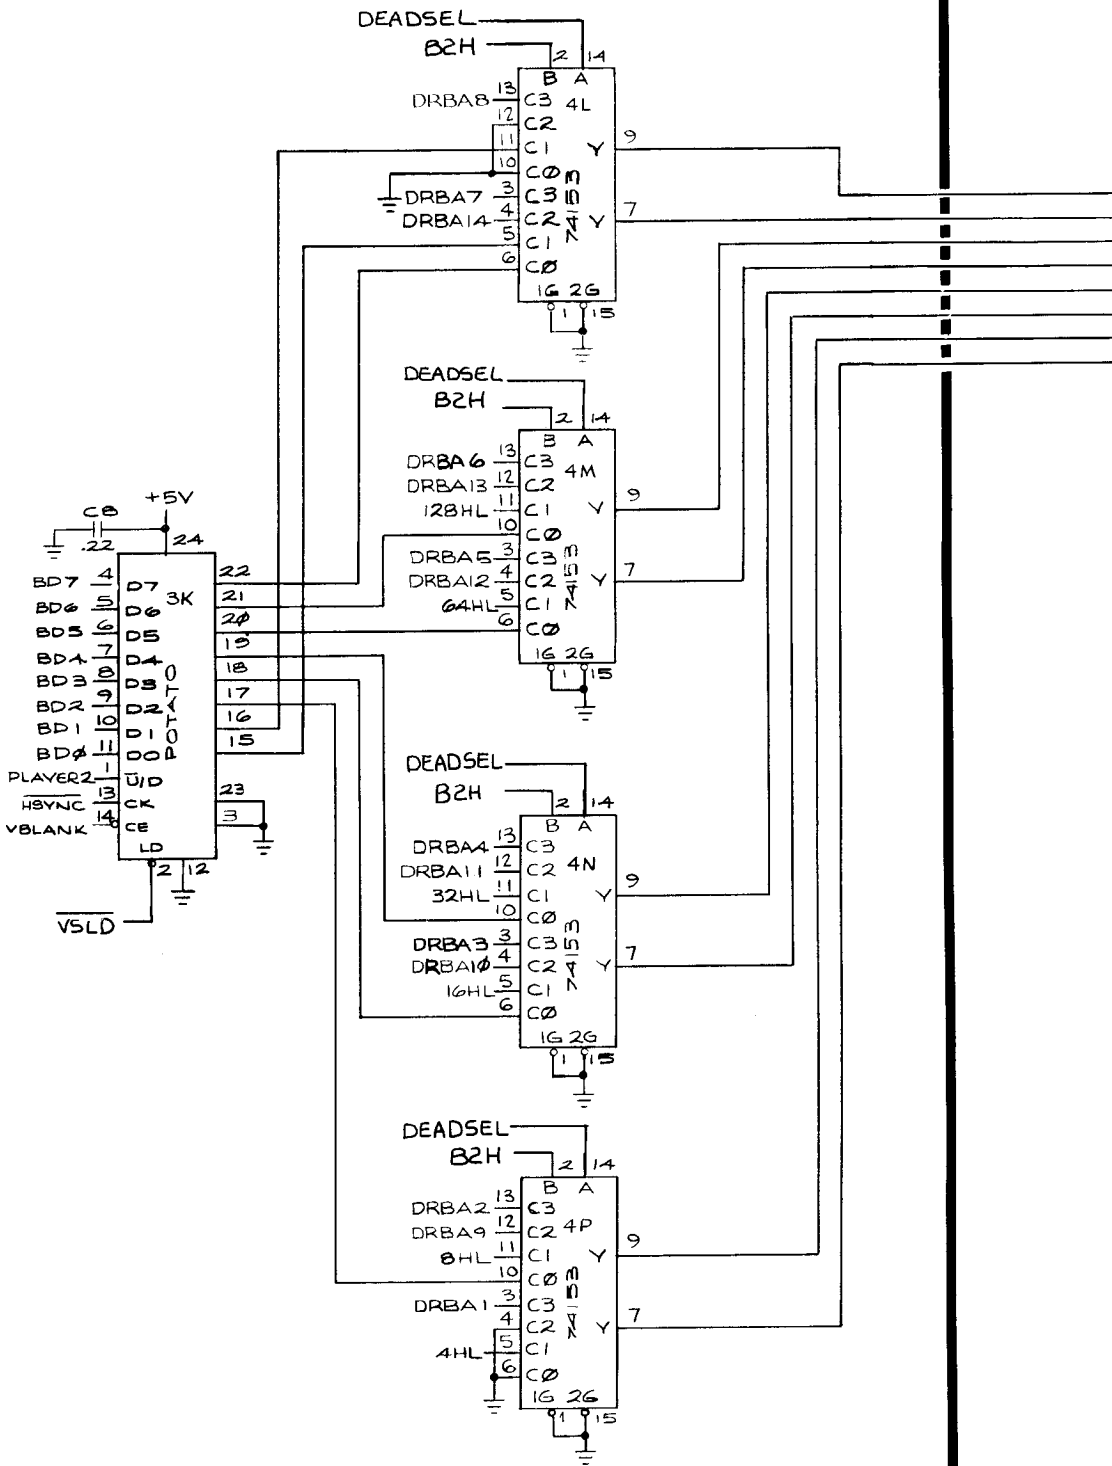 DEADSEL
B2H
2 14
B A
4L
DRBA8 13 C3
12 C2
11 C1 Y 9
10 CØ
DRBA7 3 C3
DRBA14 4 C2 Y 7
5 C1
6 CØ
74153
1G 2G
1 15
DEADSEL
B2H
2 14
B A
4M
DRBA6 13 C3
DRBA13 12 C2
128HL 11 C1 Y 9
10 CØ
DRBA5 3 C3
DRBA12 4 C2 Y 7
64HL 5 C1
6 CØ
74153
1G 2G
1 15
+5V
C8
.22
24
3K
BD7 4 D7 22
BD6 5 D6 21
BD5 6 D5 2Ø
BD4 7 D4 19
BD3 8 D3 18
BD2 9 D2 17
BD1 10 D1 16
BDØ 11 DO 15
POTATO
PLAYER2 1 U̅/D 23
H̅S̅Y̅N̅C̅ 13 CK 3
VBLANK 14 CE
LD
2 12
V̅S̅L̅D̅
DEADSEL
B2H
2 14
B A
4N
DRBA4 13 C3
DRBA11 12 C2
32HL 11 C1 Y 9
10 CØ
DRBA3 3 C3
DRBA1Ø 4 C2 Y 7
16HL 5 C1
6 CØ
74153
1G 2G
1 15
DEADSEL
B2H
2 14
B A
4P
DRBA2 13 C3
DRBA9 12 C2
8HL 11 C1 Y 9
10 CØ
DRBA1 3 C3
4 C2 Y 7
4HL 5 C1
6 CØ
74153
1G 2G
1 15